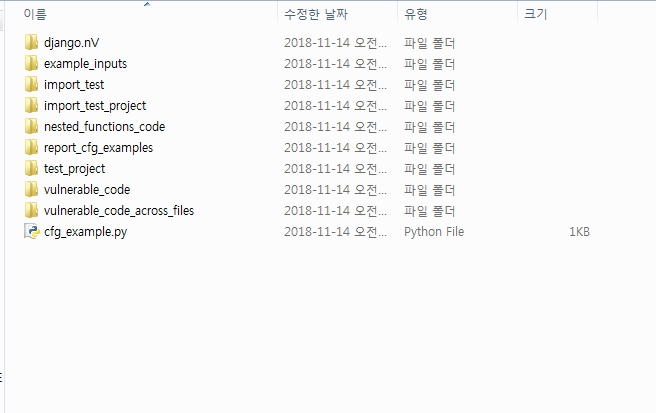 이름 수정한 날짜 유형 크기
django.nV 2018-11-14 오전... 파일 폴더
example_inputs 2018-11-14 오전... 파일 폴더
import_test 2018-11-14 오전... 파일 폴더
import_test_project 2018-11-14 오전... 파일 폴더
nested_functions_code 2018-11-14 오전... 파일 폴더
report_cfg_examples 2018-11-14 오전... 파일 폴더
test_project 2018-11-14 오전... 파일 폴더
vulnerable_code 2018-11-14 오전... 파일 폴더
vulnerable_code_across_files 2018-11-14 오전... 파일 폴더
cfg_example.py 2018-11-14 오전... Python File 1KB